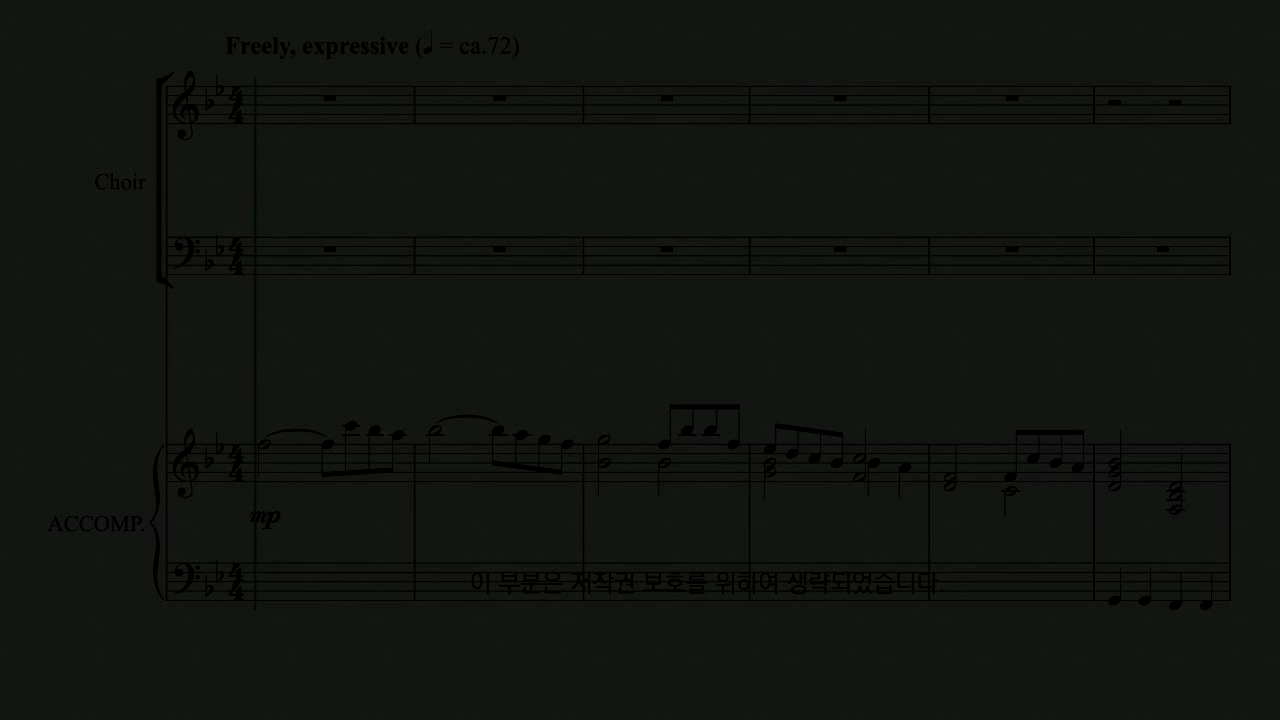 Freely, expressive (♩ = ca.72)
Choir
mp
ACCOMP.
이 부분은 저작권 보호를 위하여 생략되었습니다.